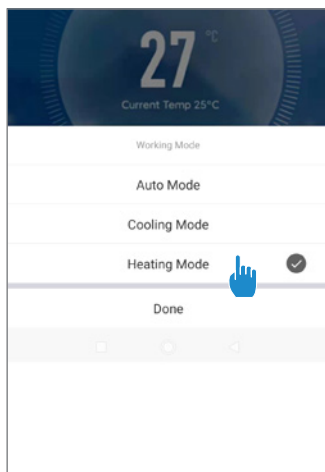 27 °C
Current Temp 25°C
Working Mode
Auto Mode
Cooling Mode
Heating Mode
Done